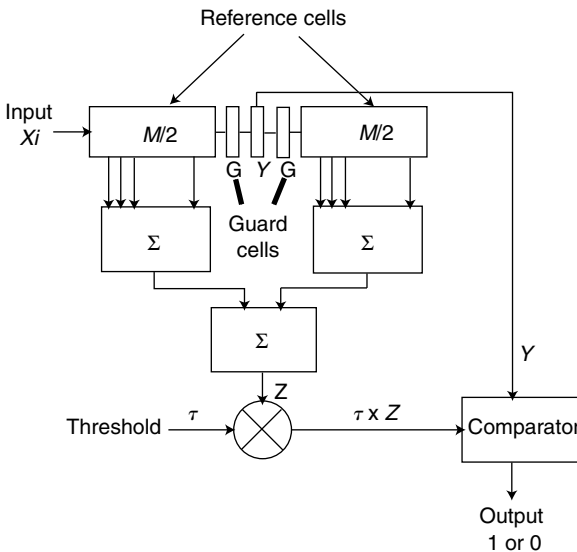 Reference cells
Input
Xi
M/2
M/2
G
Y
G
Guard
cells
Σ
Σ
Σ
Y
Z
Threshold
τ
τ x Z
Comparator
Output
1 or 0